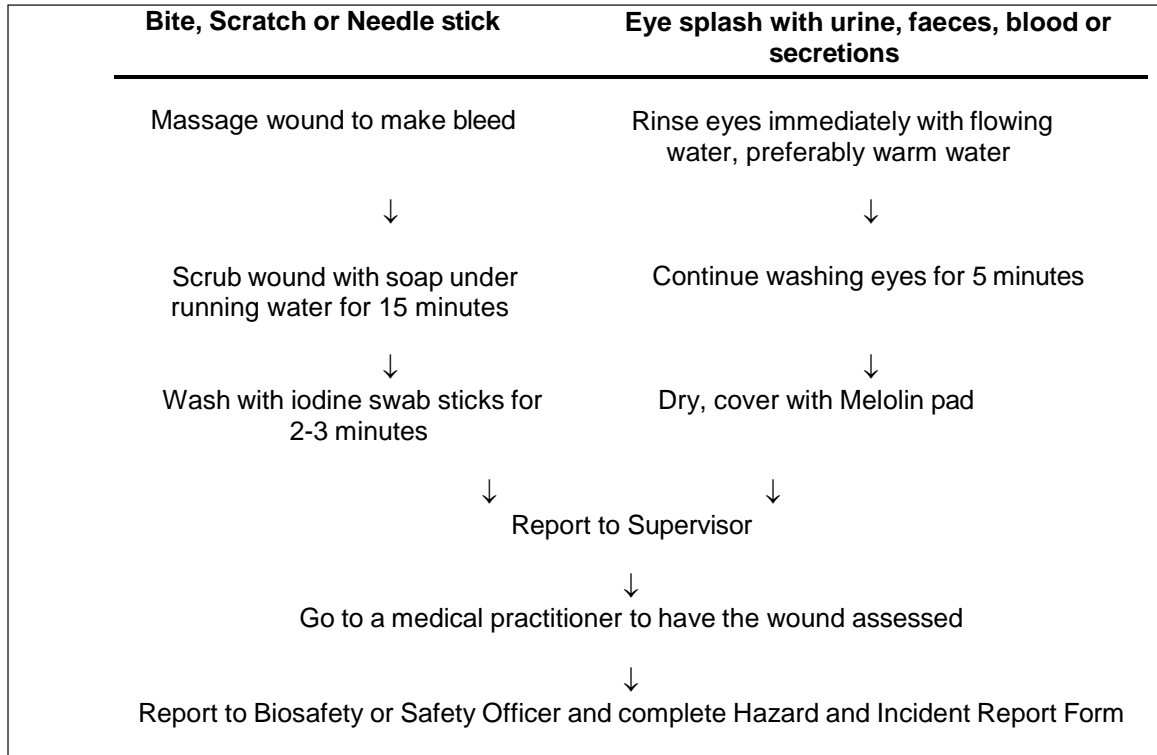 Bite, Scratch or Needle stick
Eye splash with urine, faeces, blood or
secretions
Massage wound to make bleed
Rinse eyes immediately with flowing
water, preferably warm water
↓
↓
Scrub wound with soap under
running water for 15 minutes
Continue washing eyes for 5 minutes
↓
↓
Wash with iodine swab sticks for
2-3 minutes
Dry, cover with Melolin pad
↓
↓
Report to Supervisor
↓
Go to a medical practitioner to have the wound assessed
↓
Report to Biosafety or Safety Officer and complete Hazard and Incident Report Form